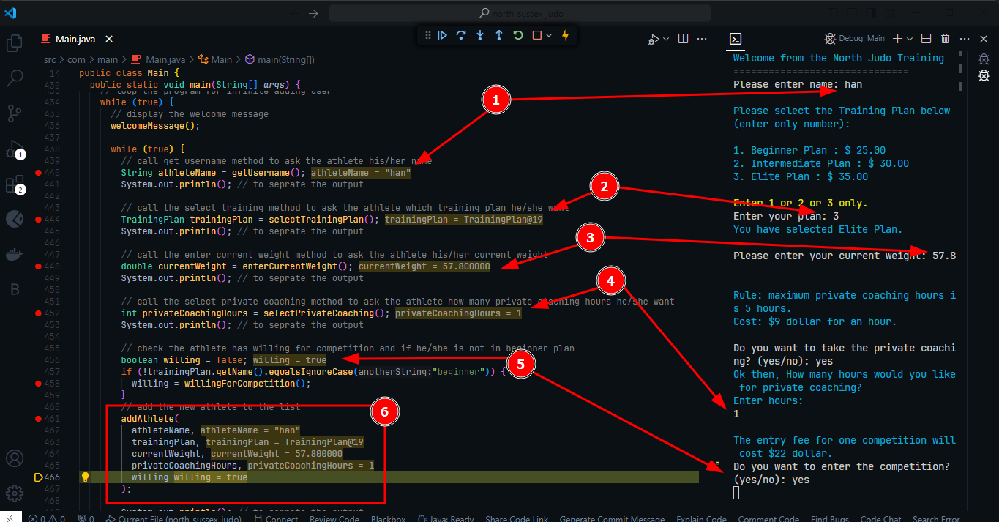 north_sussex_judo
Main.java
Debug: Main
src > com > main > Main.java > Main > main(String[])
14 public class Main {
430 public static void main(String[] args) {
// loop the program for infinite adding user
434 while (true) {
435 // display the welcome message
436 welcomeMessage();
437
438 while (true) {
439 // call get username method to ask the athlete his/her name
440 String athleteName = getUsername(); athleteName = "han"
441 System.out.println(); // to seprate the output
442
443 // call the select training method to ask the athlete which training plan he/she want
444 TrainingPlan trainingPlan = selectTrainingPlan(); trainingPlan = TrainingPlan@19
445 System.out.println(); // to seprate the output
446
447 // call the enter current weight method to ask the athlete his/her current weight
448 double currentWeight = enterCurrentWeight(); currentWeight = 57.800000
449 System.out.println(); // to seprate the output
450
451 // call the select private coaching method to ask the athlete how many private coaching hours he/she want
452 int privateCoachingHours = selectPrivateCoaching(); privateCoachingHours = 1
453 System.out.println(); // to seprate the output
454
455 // check the athlete has willing for competition and if he/she is not in beginner plan
456 boolean willing = false; willing = true
457 if (!trainingPlan.getName().equalsIgnoreCase(anotherString:"beginner")) {
458 willing = willingForCompetition();
459 }
460 // add the new athlete to the list
461 addAthlete(
462 athleteName, athleteName = "han"
463 trainingPlan, trainingPlan = TrainingPlan@19
464 currentWeight, currentWeight = 57.800000
465 privateCoachingHours, privateCoachingHours = 1
466 willing willing = true
467 );
468
System.out.println(); // to seprate the output
1
2
3
4
5
6
1
2
Welcome from the North Judo Training
==============================
Please enter name: han
Please select the Training Plan below
(enter only number):
1. Beginner Plan : $ 25.00
2. Intermediate Plan : $ 30.00
3. Elite Plan : $ 35.00
Enter 1 or 2 or 3 only.
Enter your plan: 3
You have selected Elite Plan.
Please enter your current weight: 57.8
Rule: maximum private coaching hours i
s 5 hours.
Cost: $9 dollar for an hour.
Do you want to take the private coachi
ng? (yes/no): yes
Ok then, How many hours would you like
for private coaching?
Enter hours:
1
The entry fee for one competition will
cost $22 dollar.
Do you want to enter the competition?
(yes/no): yes
B
0 0 0 Current File (north_sussex_judo) Connect Review Code Blackbox Java: Ready Share Code Link Generate Commit Message Explain Code Comment Code Find Bugs Code Chat Search Error